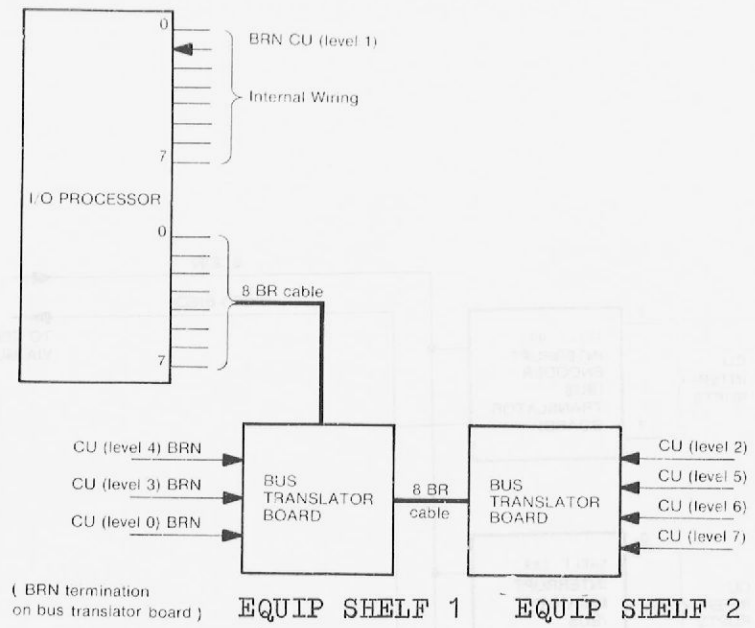 0
BRN CU (level 1)
Internal Wiring
7
I/O PROCESSOR
0
8 BR cable
7
CU (level 4) BRN
CU (level 3) BRN
CU (level 0) BRN
BUS
TRANSLATOR
BOARD
8 BR
cable
BUS
TRANSLATOR
BOARD
CU (level 2)
CU (level 5)
CU (level 6)
CU (level 7)
( BRN termination
on bus translator board )
EQUIP SHELF 1
EQUIP SHELF 2